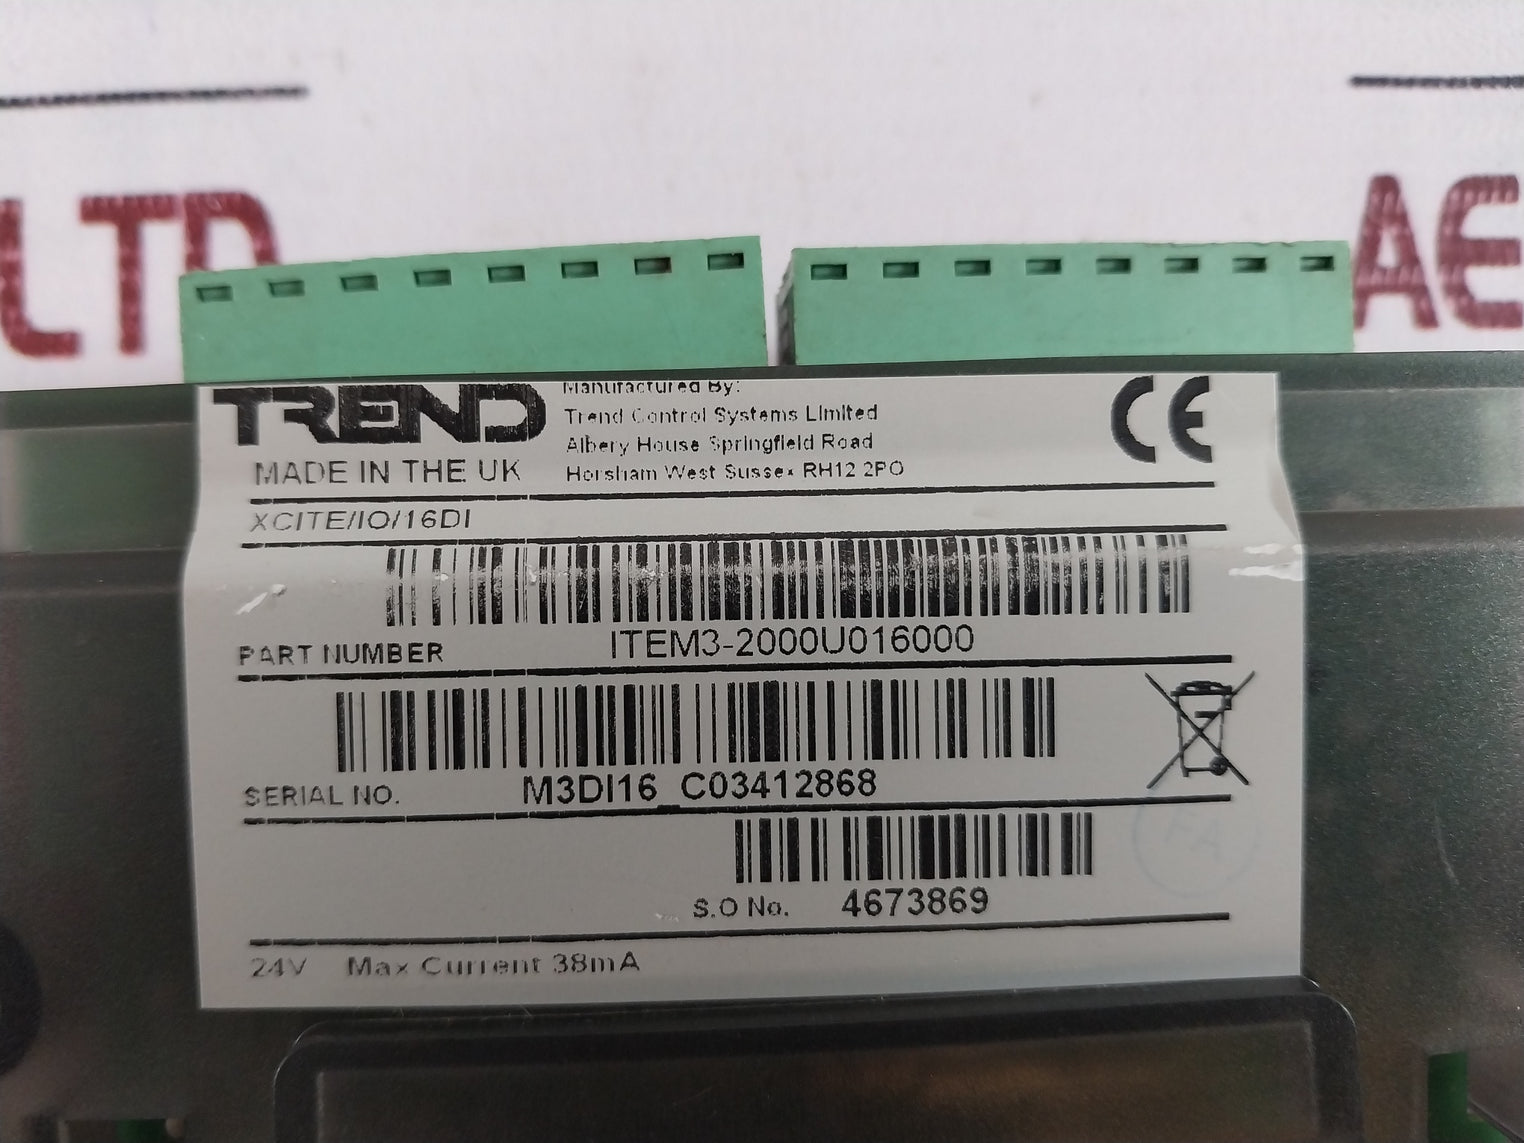 LTD
AE
TREND
MADE IN THE UK
Manufactured By:
Trend Control Systems Limited
Albery House Springfield Road
Horsham West Sussex RH12 2PQ
CE
XCITE/IO/16DI
PART NUMBER ITEM3-2000U016000
SERIAL NO. M3DI16_C03412868
FA
S.O No. 4673869
24V Max Current 38mA